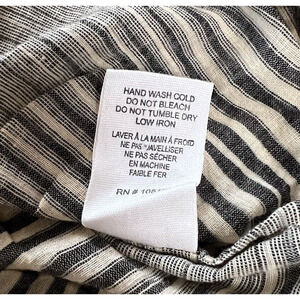 HAND WASH COLD
DO NOT BLEACH
DO NOT TUMBLE DRY
LOW IRON
LAVER À LA MAIN À FROID
NE PAS JAVELLISER
NE PAS SÉCHER
EN MACHINE
FAIBLE FER
RN #